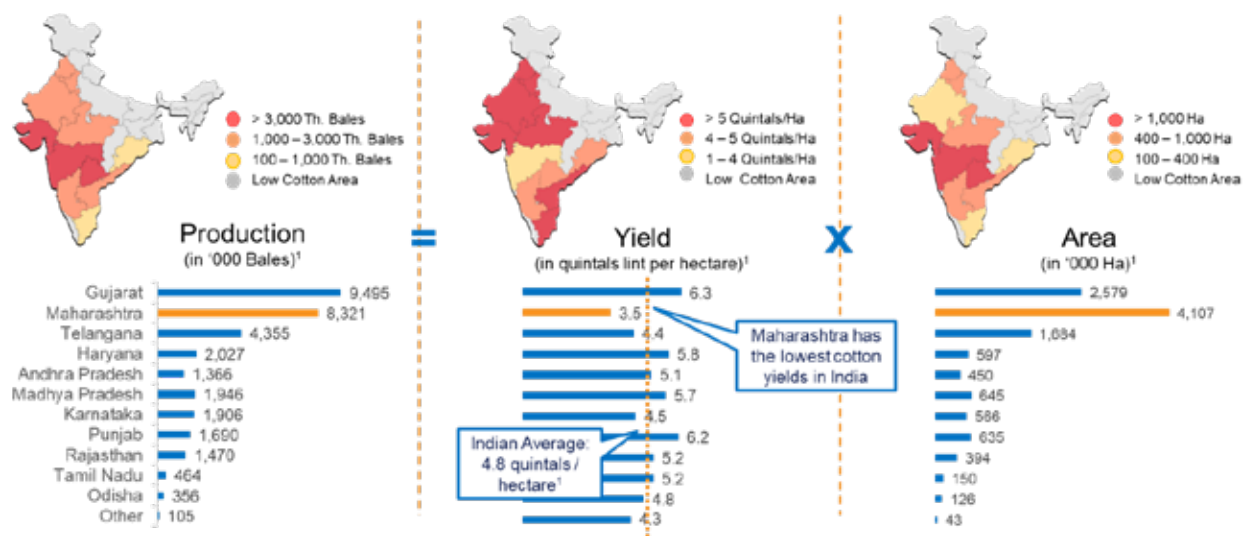 > 3,000 Th. Bales
1,000 – 3,000 Th. Bales
100 – 1,000 Th. Bales
Low Cotton Area
Production
(in '000 Bales)¹
=
> 5 Quintals/Ha
4 – 5 Quintals/Ha
1 – 4 Quintals/Ha
Low Cotton Area
Yield
(in quintals lint per hectare)¹
X
> 1,000 Ha
400 – 1,000 Ha
100 – 400 Ha
Low Cotton Area
Area
(in '000 Ha)¹
Gujarat 9,495 6.3 2,579
Maharashtra 8,321 3.5 4,107
Telangana 4,355 4.4 1,684
Haryana 2,027 5.8 597
Andhra Pradesh 1,366 5.1 450
Madhya Pradesh 1,946 5.7 645
Karnataka 1,906 4.5 586
Punjab 1,690 6.2 635
Rajasthan 1,470 5.2 394
Tamil Nadu 464 5.2 150
Odisha 356 4.8 126
Other 105 4.3 43
Maharashtra has
the lowest cotton
yields in India
Indian Average:
4.8 quintals /
hectare¹